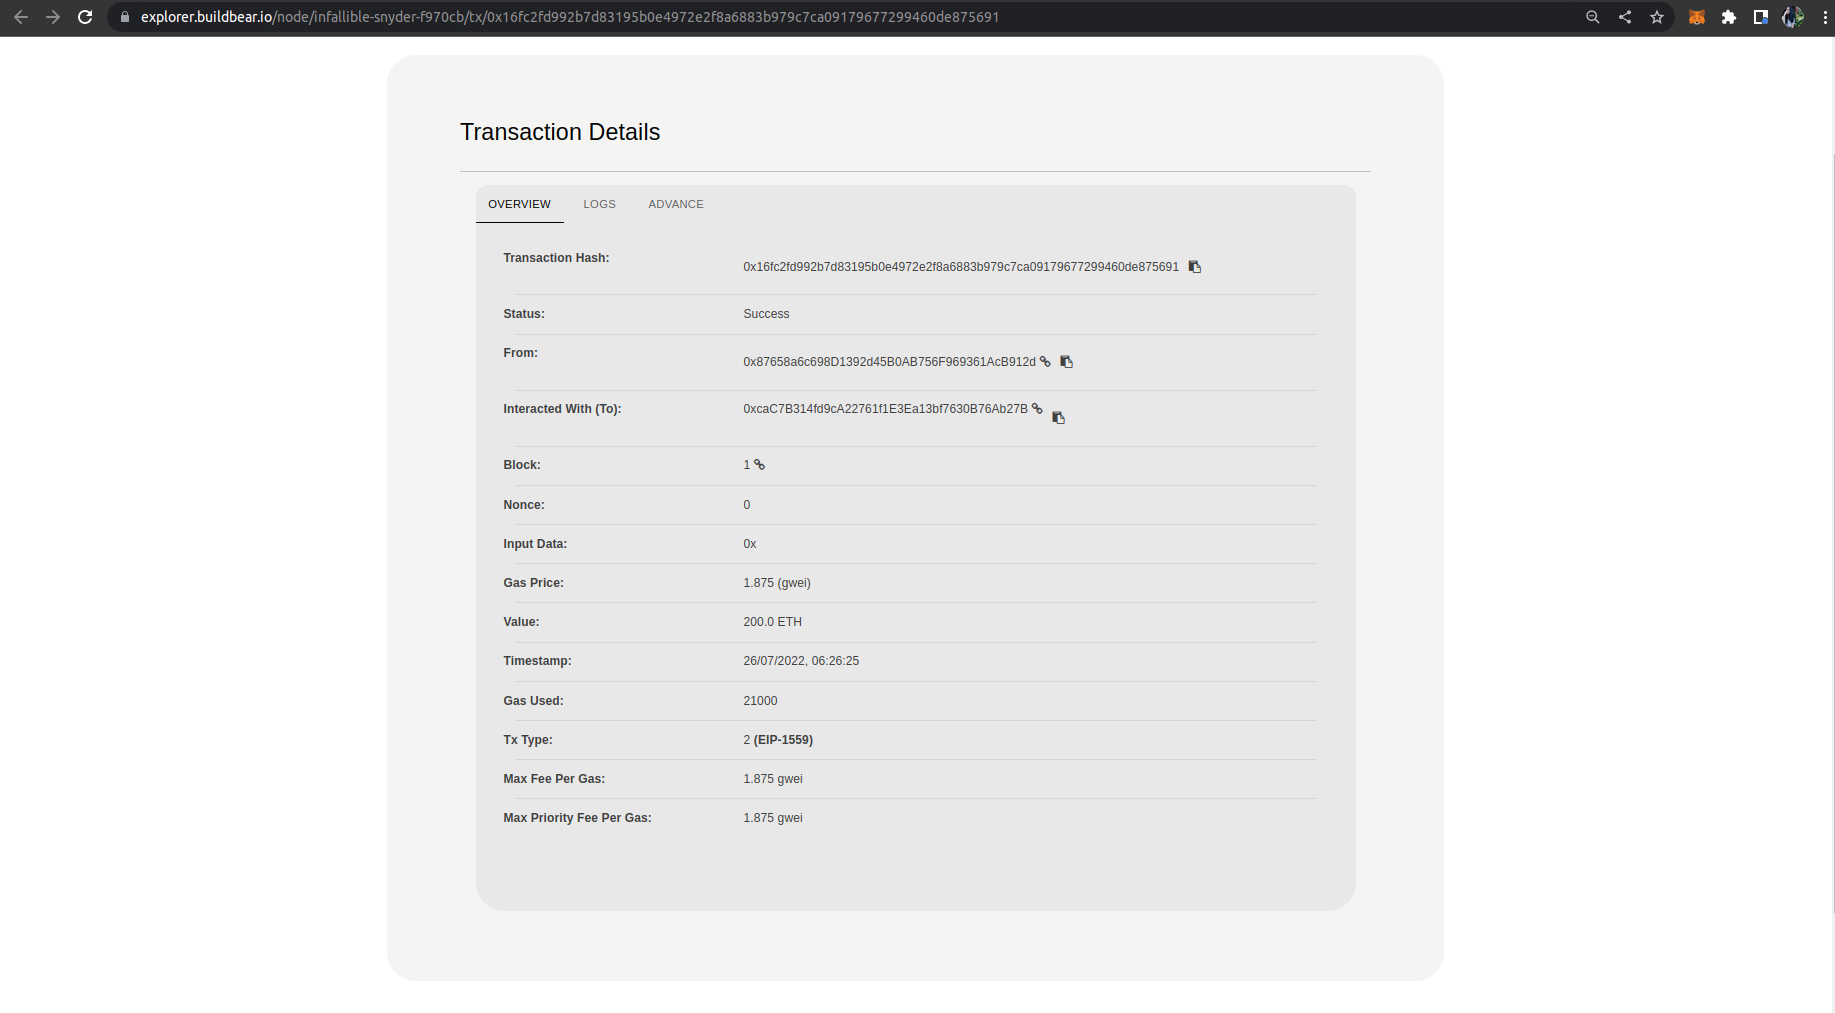 explorer.buildbear.io/node/infallible-snyder-f970cb/tx/0x16fc2fd992b7d83195b0e4972e2f8a6883b979c7ca09179677299460de875691
Transaction Details
OVERVIEW LOGS ADVANCE
Transaction Hash: 0x16fc2fd992b7d83195b0e4972e2f8a6883b979c7ca09179677299460de875691
Status: Success
From: 0x87658a6c698D1392d45B0AB756F969361AcB912d
Interacted With (To): 0xcaC7B314fd9cA22761f1E3Ea13bf7630B76Ab27B
Block: 1
Nonce: 0
Input Data: 0x
Gas Price: 1.875 (gwei)
Value: 200.0 ETH
Timestamp: 26/07/2022, 06:26:25
Gas Used: 21000
Tx Type: 2 (EIP-1559)
Max Fee Per Gas: 1.875 gwei
Max Priority Fee Per Gas: 1.875 gwei